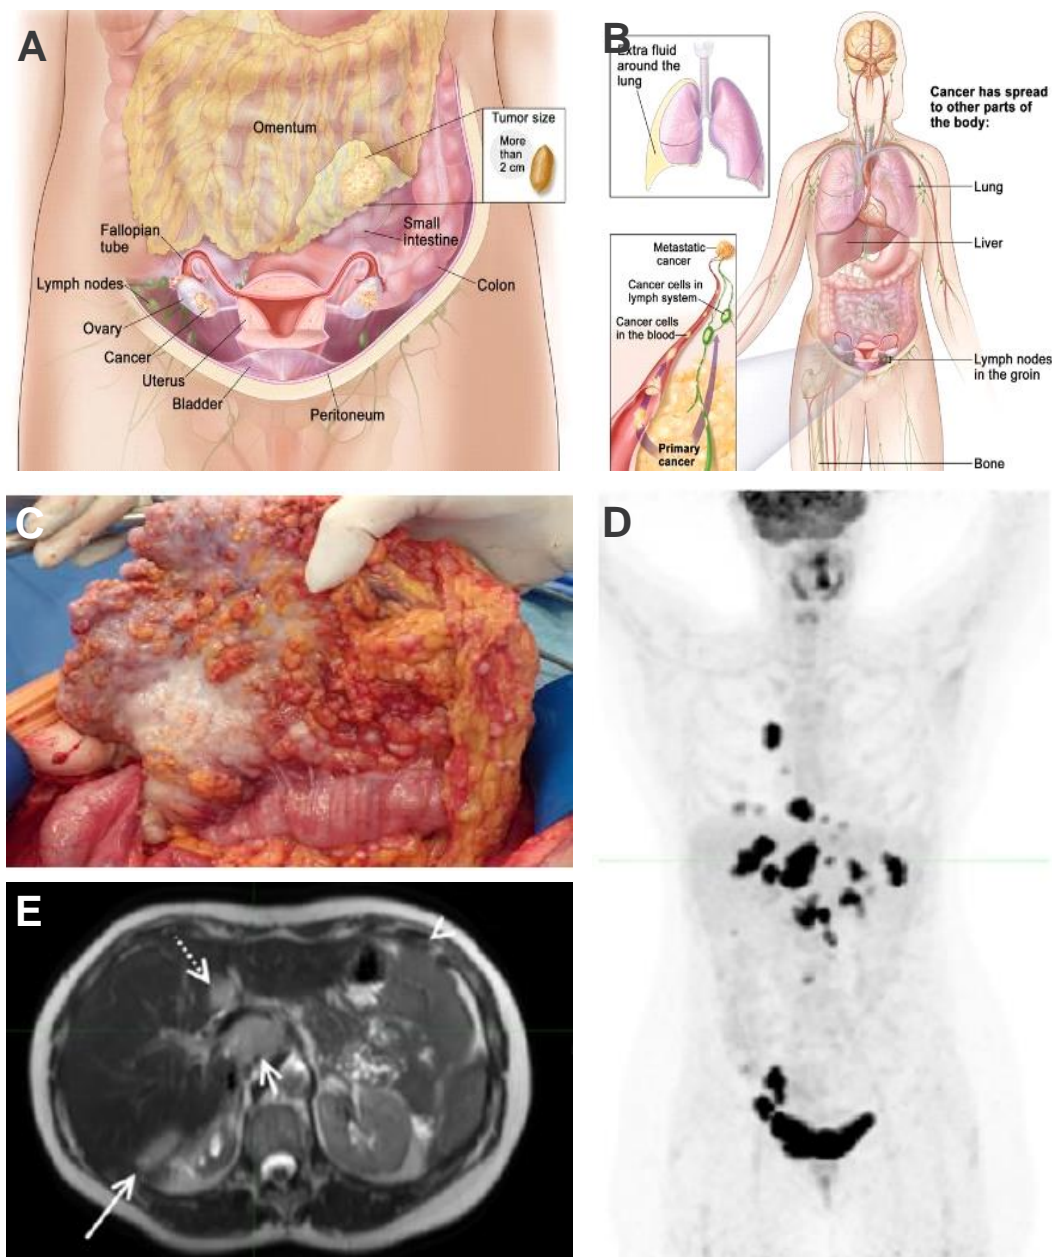 A
Omentum
Tumor size
More
than
2 cm
Fallopian
tube
Small
intestine
Lymph nodes
Colon
Ovary
Cancer
Uterus
Bladder
Peritoneum
B
Extra fluid
around the
lung
Cancer has spread
to other parts of
the body:
Lung
Liver
Metastatic
cancer
Cancer cells in
lymph system
Cancer cells
in the blood
Lymph nodes
in the groin
Primary
cancer
Bone
C
D
E